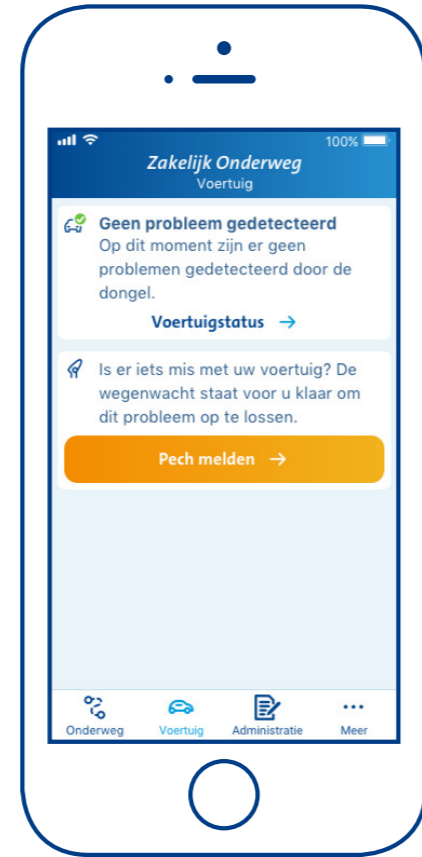 100%
Zakelijk Onderweg
Voertuig
Geen probleem gedetecteerd
Op dit moment zijn er geen
problemen gedetecteerd door de
dongel.
Voertuigstatus →
Is er iets mis met uw voertuig? De
wegenwacht staat voor u klaar om
dit probleem op te lossen.
Pech melden →
Onderweg Voertuig Administratie Meer